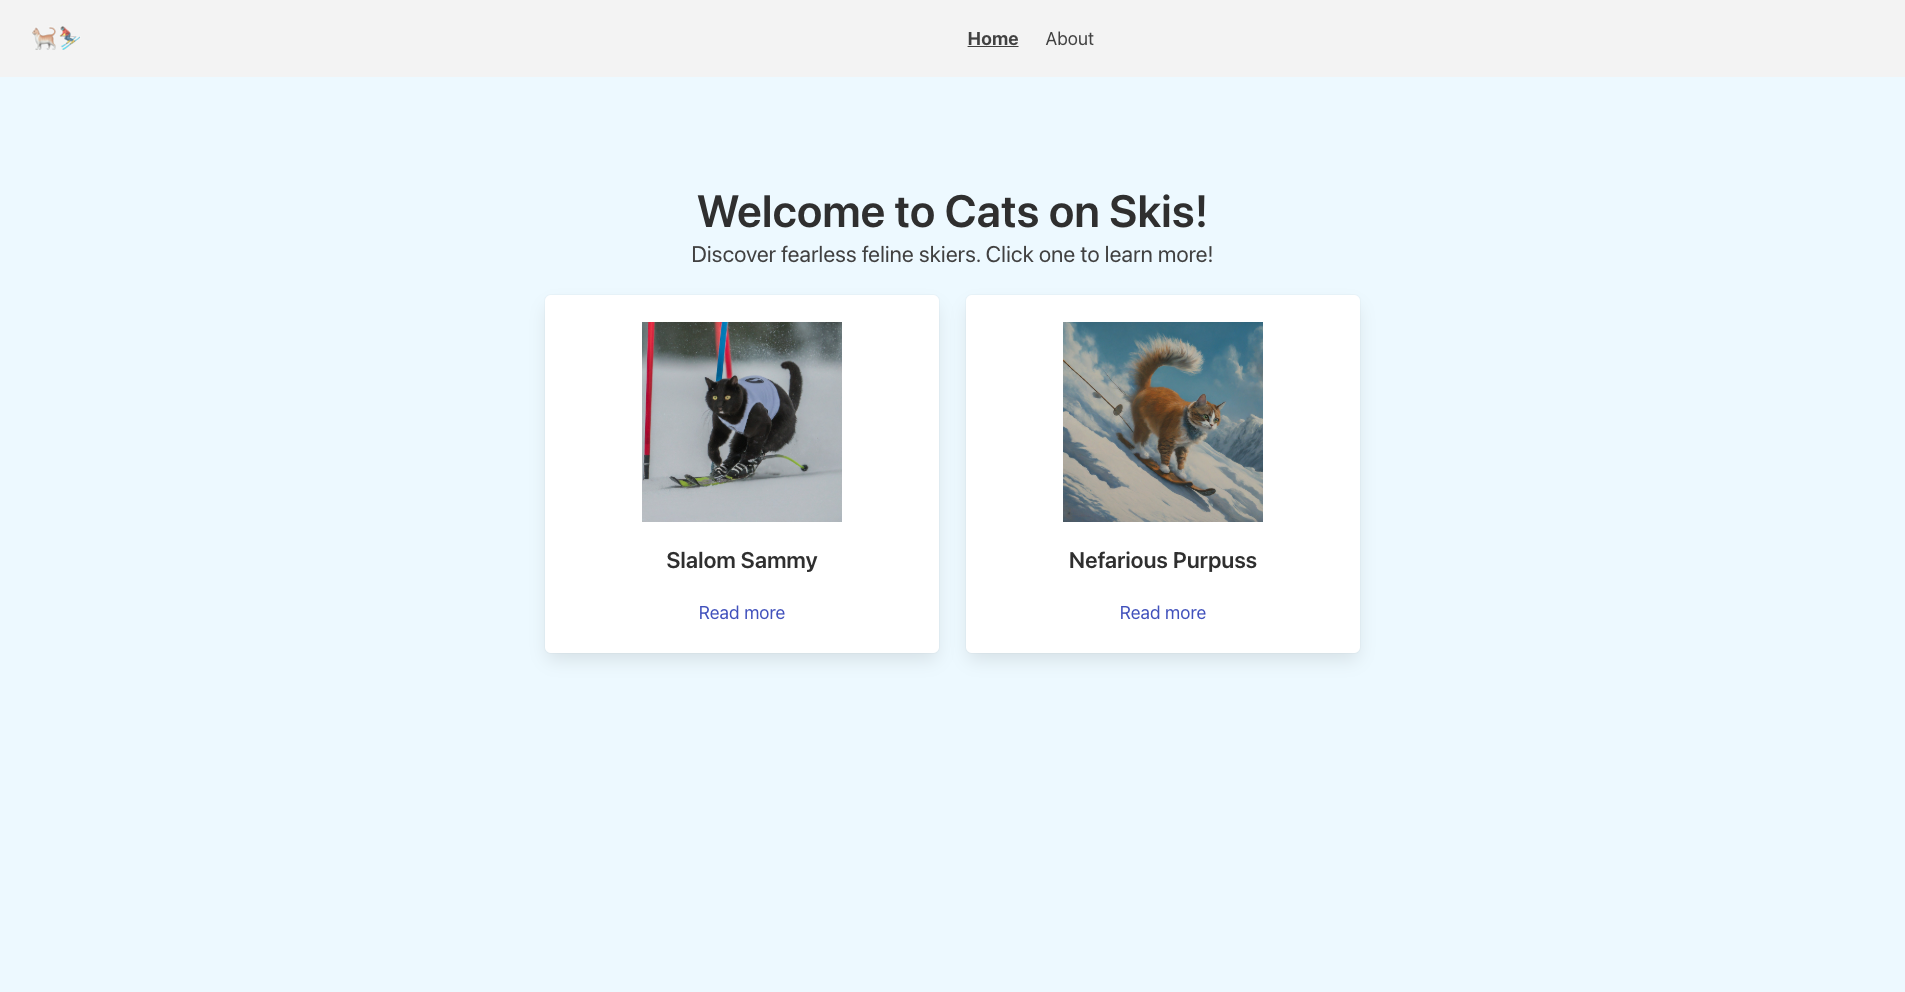 Home About
Welcome to Cats on Skis!
Discover fearless feline skiers. Click one to learn more!
Slalom Sammy
Read more
Nefarious Purpuss
Read more